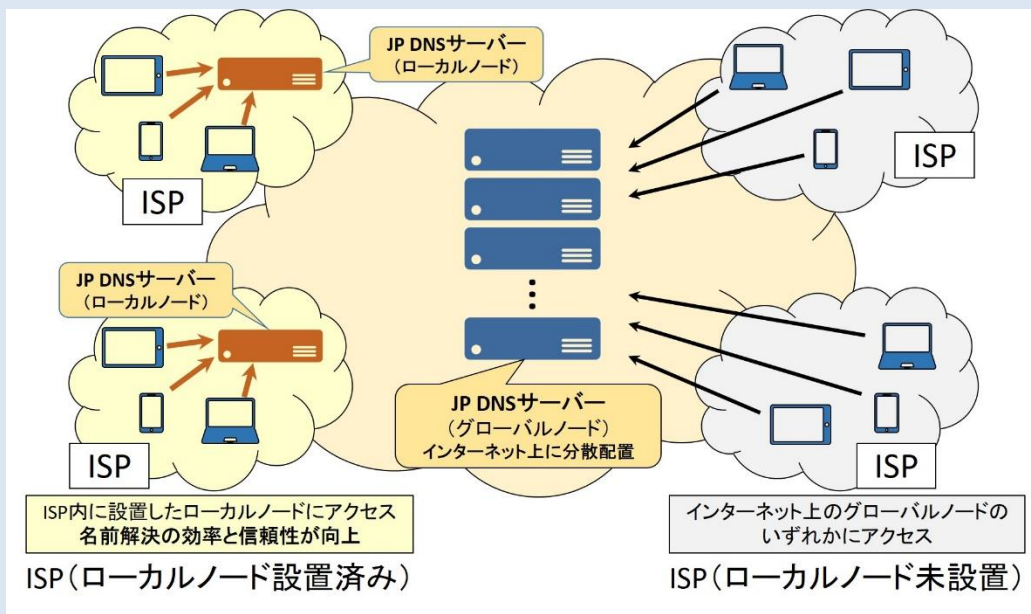 JP DNSサーバー
（ローカルノード）
ISP
ISP
JP DNSサーバー
（ローカルノード）
ISP
JP DNSサーバー
（グローバルノード）
インターネット上に分散配置
ISP
ISP内に設置したローカルノードにアクセス
名前解決の効率と信頼性が向上
ISP（ローカルノード設置済み）
インターネット上のグローバルノードの
いずれかにアクセス
ISP（ローカルノード未設置）